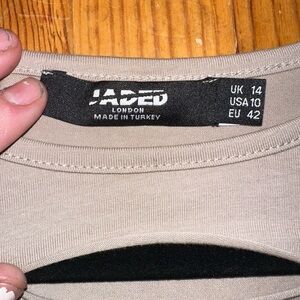 JADED
LONDON
MADE IN TURKEY
UK 14
USA 10
EU 42